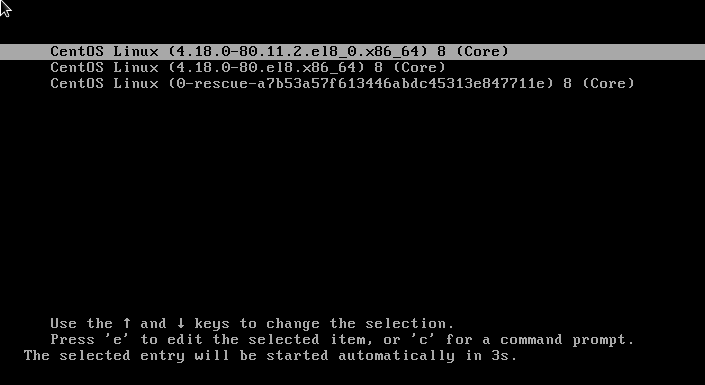 CentOS Linux (4.18.0-80.11.2.el8_0.x86_64) 8 (Core)
CentOS Linux (4.18.0-80.el8.x86_64) 8 (Core)
CentOS Linux (0-rescue-a7b53a57f613446abdc45313e847711e) 8 (Core)
Use the ↑ and ↓ keys to change the selection.
Press 'e' to edit the selected item, or 'c' for a command prompt.
The selected entry will be started automatically in 3s.